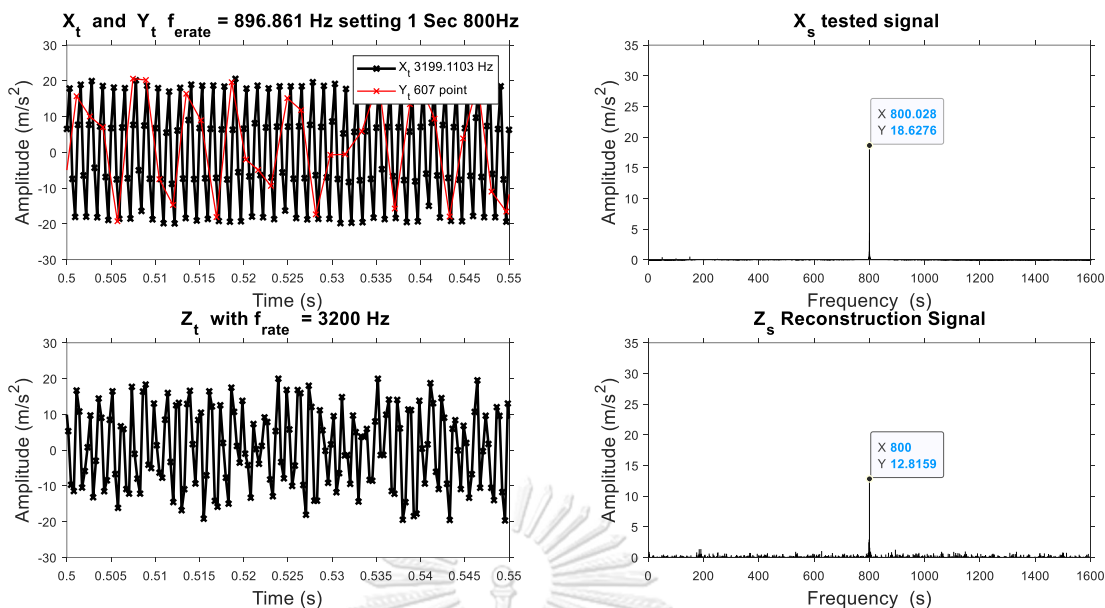 X_t and Y_t f_erate = 896.861 Hz setting 1 Sec 800Hz
30
20
10
0
-10
-20
-30
Amplitude (m/s²)
X_t 3199.1103 Hz
Y_t 607 point
0.5 0.505 0.51 0.515 0.52 0.525 0.53 0.535 0.54 0.545 0.55
Time (s)
X_s tested signal
35
30
25
20
15
10
5
0
Amplitude (m/s²)
X 800.028
Y 18.6276
0 200 400 600 800 1000 1200 1400 1600
Frequency (s)
Z_t with f_rate = 3200 Hz
30
20
10
0
-10
-20
-30
Amplitude (m/s²)
0.5 0.505 0.51 0.515 0.52 0.525 0.53 0.535 0.54 0.545 0.55
Time (s)
Z_s Reconstruction Signal
35
30
25
20
15
10
5
0
Amplitude (m/s²)
X 800
Y 12.8159
0 200 400 600 800 1000 1200 1400 1600
Frequency (s)